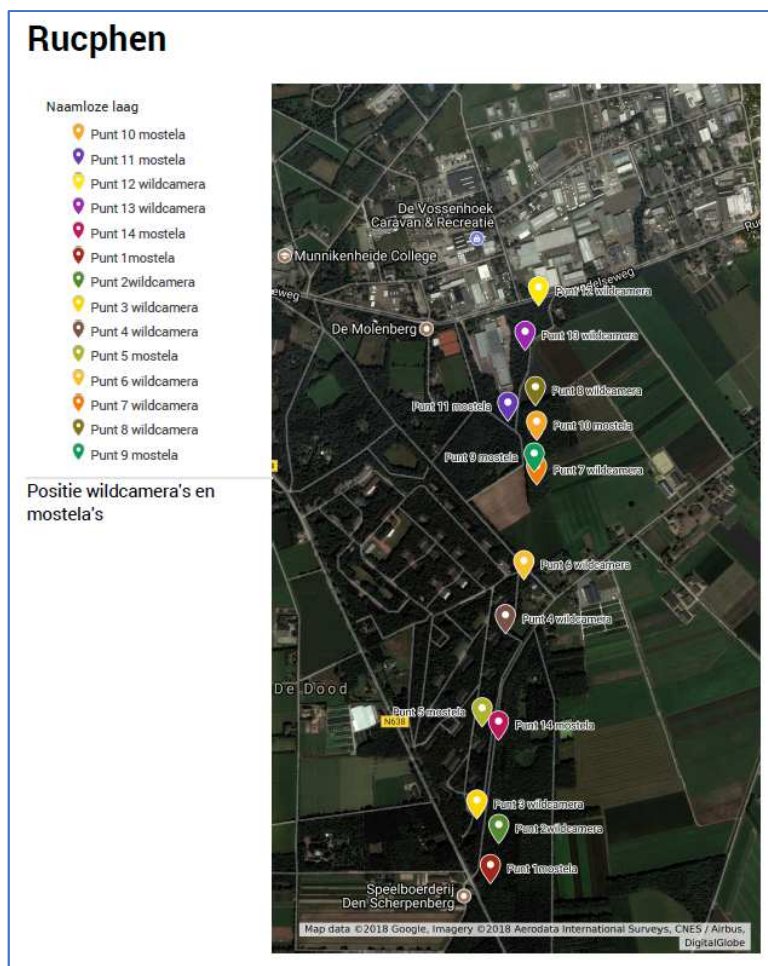 Rucphen
Naamloze laag
Punt 10 mostela
Punt 11 mostela
Punt 12 wildcamera
Punt 13 wildcamera
Punt 14 mostela
Punt 1mostela
Punt 2wildcamera
Punt 3 wildcamera
Punt 4 wildcamera
Punt 5 mostela
Punt 6 wildcamera
Punt 7 wildcamera
Punt 8 wildcamera
Punt 9 mostela
Positie wildcamera's en
mostela's
De Vossenhoek
Caravan & Recreatie
Munnikenheide College
Punt 12 wildcamera
De Molenberg
Punt 13 wildcamera
Punt 8 wildcamera
Punt 11 mostela
Punt 10 mostela
Punt 9 mostela
Punt 7 wildcamera
Punt 6 wildcamera
Punt 4 wildcamera
De Dood
Punt 5 mostela
N638
Punt 14 mostela
Punt 3 wildcamera
Punt 2wildcamera
Punt 1mostela
Speelboerderij
Den Scherpenberg
Map data ©2018 Google, Imagery ©2018 Aerodata International Surveys, CNES / Airbus,
DigitalGlobe